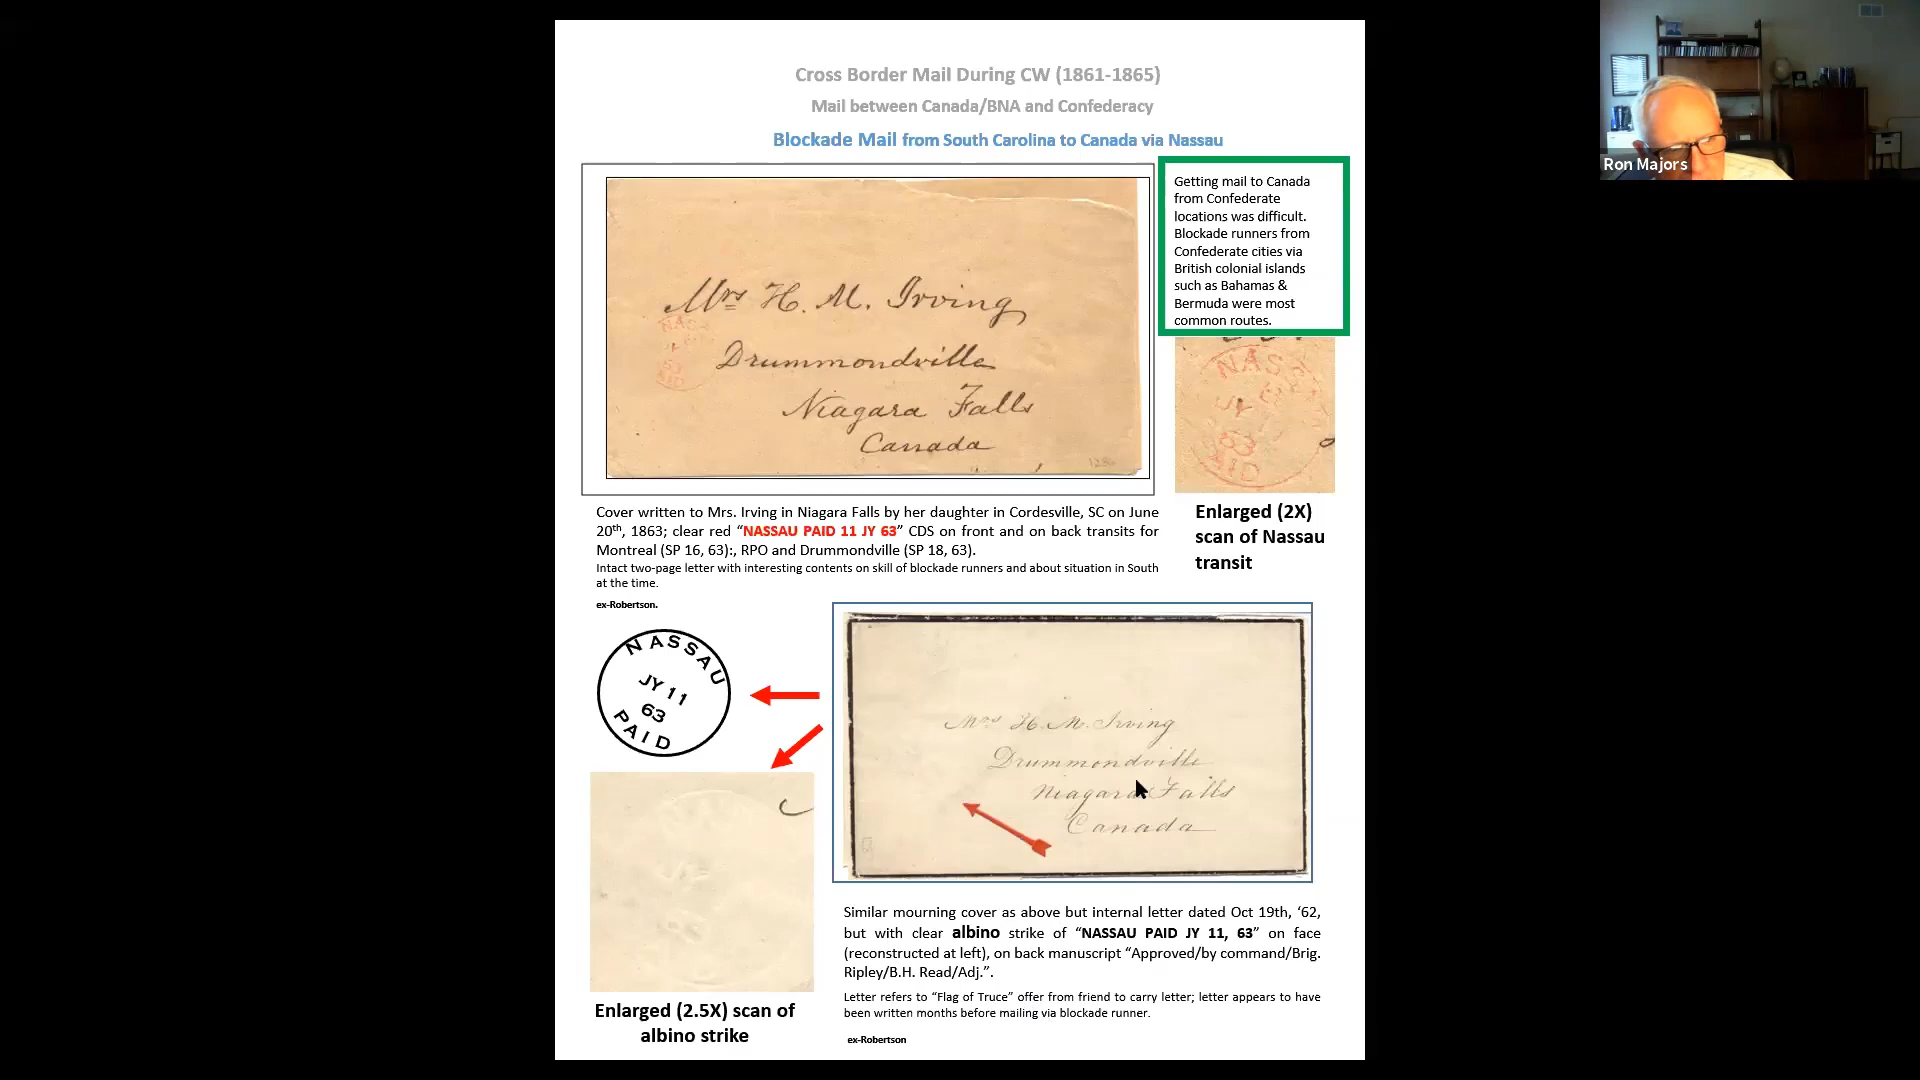 Cross Border Mail During CW (1861-1865)
Mail between Canada/BNA and Confederacy
Blockade Mail from South Carolina to Canada via Nassau
Ron Majors
Mrs H. M. Irving
Drummondville
Niagara Falls
Canada
Getting mail to Canada
from Confederate
locations was difficult.
Blockade runners from
Confederate cities via
British colonial islands
such as Bahamas &
Bermuda were most
common routes.
NASS
JY
63
AID
Enlarged (2X)
scan of Nassau
transit
Cover written to Mrs. Irving in Niagara Falls by her daughter in Cordesville, SC on June
20th, 1863; clear red “NASSAU PAID 11 JY 63” CDS on front and on back transits for
Montreal (SP 16, 63):, RPO and Drummondville (SP 18, 63).
Intact two-page letter with interesting contents on skill of blockade runners and about situation in South
at the time.
ex-Robertson.
NASSAU
JY 11
63
PAID
Mrs H. M. Irving
Drummondville
Niagara Falls
Canada
Enlarged (2.5X) scan of
albino strike
Similar mourning cover as above but internal letter dated Oct 19th, ‘62,
but with clear albino strike of “NASSAU PAID JY 11, 63” on face
(reconstructed at left), on back manuscript “Approved/by command/Brig.
Ripley/B.H. Read/Adj.”.
Letter refers to “Flag of Truce” offer from friend to carry letter; letter appears to have
been written months before mailing via blockade runner.
ex-Robertson